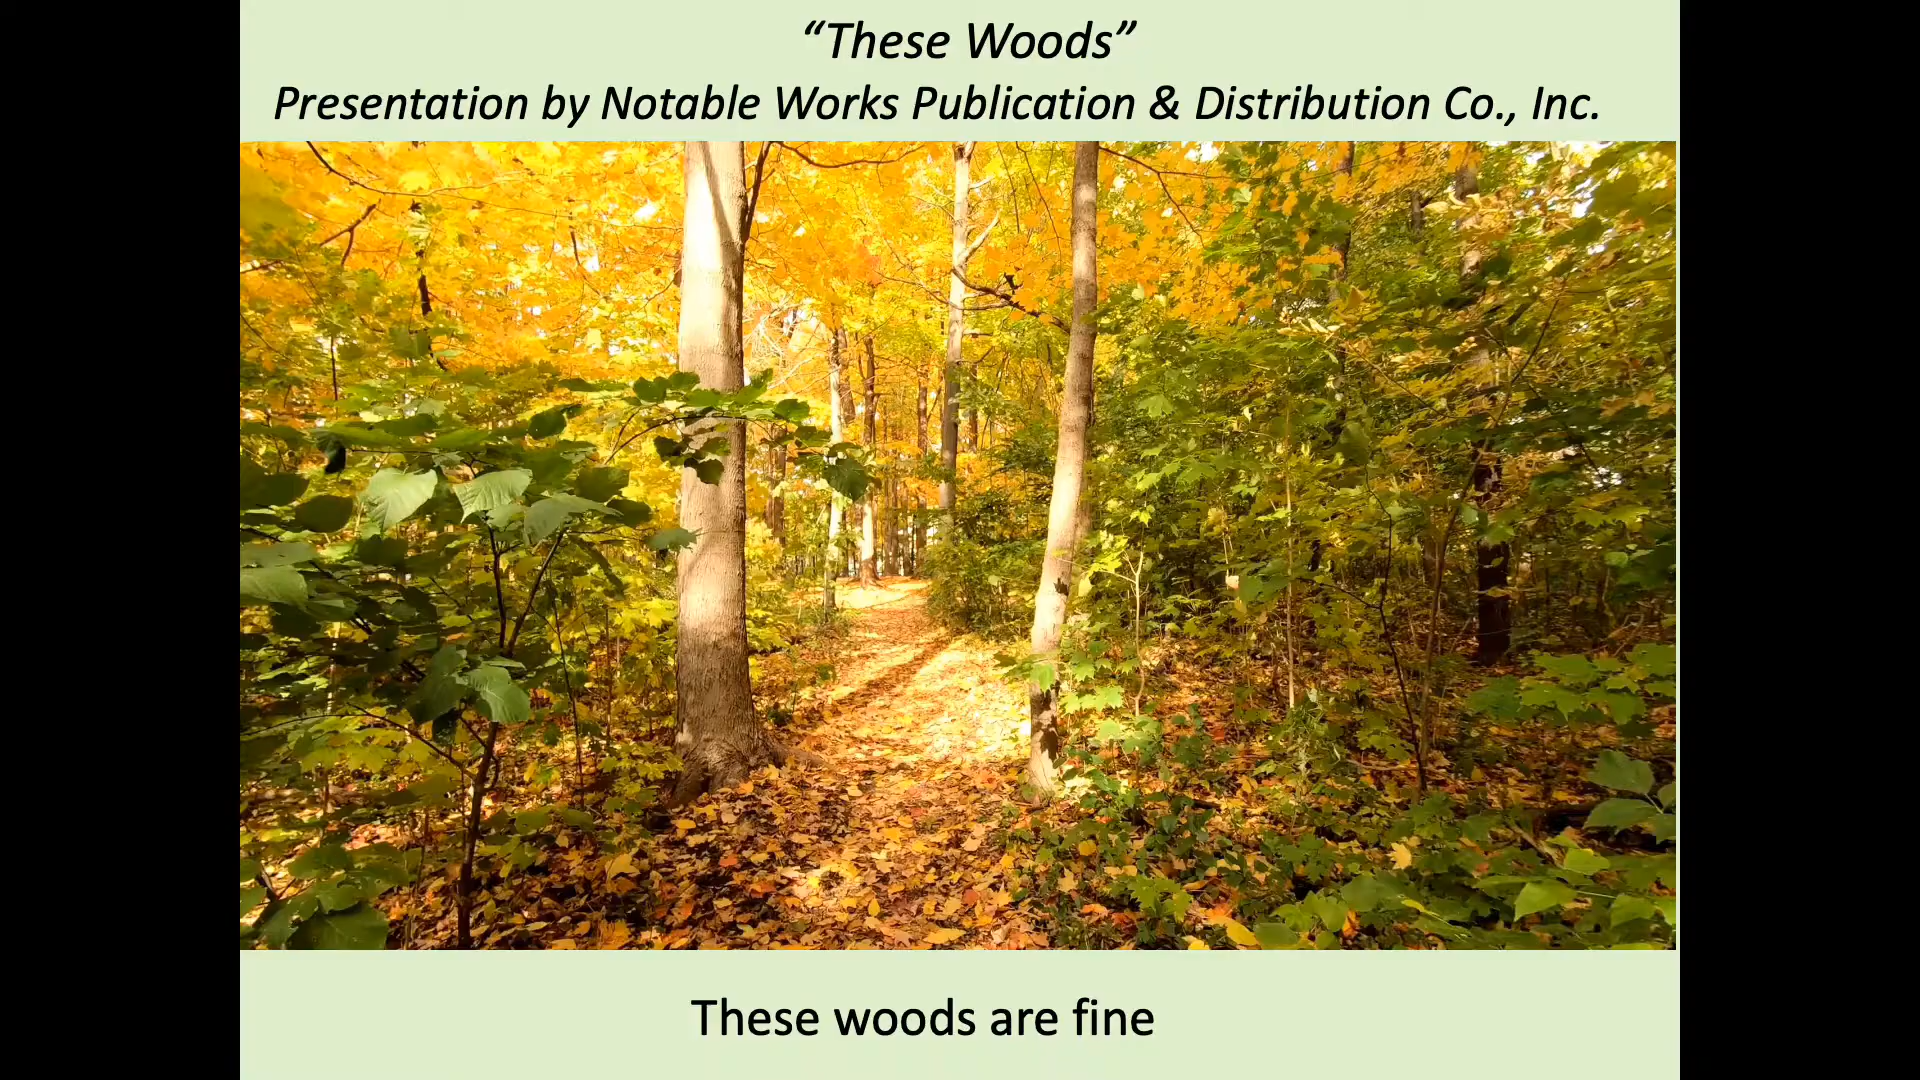 “These Woods”
Presentation by Notable Works Publication & Distribution Co., Inc.
These woods are fine